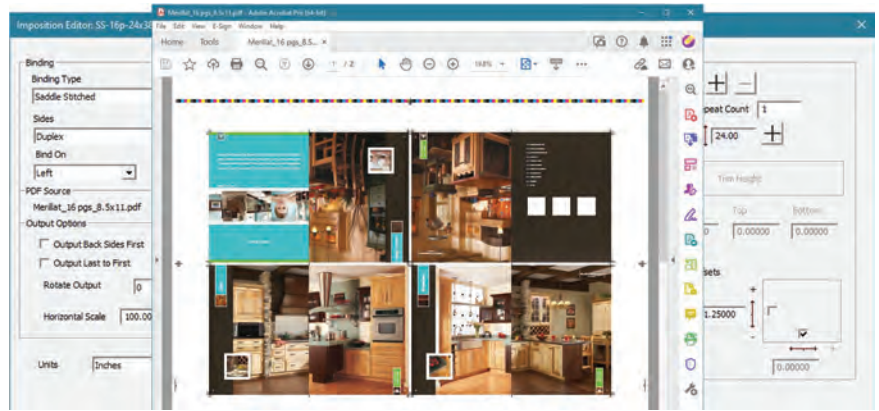 Imposition Editor: SS-16p-24x38
Merillat_16 pgs_8.5x11.pdf - Adobe Acrobat Pro (64-bit)
File Edit View E-Sign Window Help
Home Tools Merillat_16 pgs_8.5... ×
1 / 2
Binding
Binding Type
Saddle Stitched
Sides
Duplex
Bind On
Left
PDF Source
Merillat_16 pgs_8.5x11.pdf
Output Options
Output Back Sides First
Output Last to First
Rotate Output 0
Horizontal Scale 100.00
Units Inches
peat Count 1
24.00
Trim Height
Top Bottom
0 0.00000 0.00000
sets
1.25000
0.00000